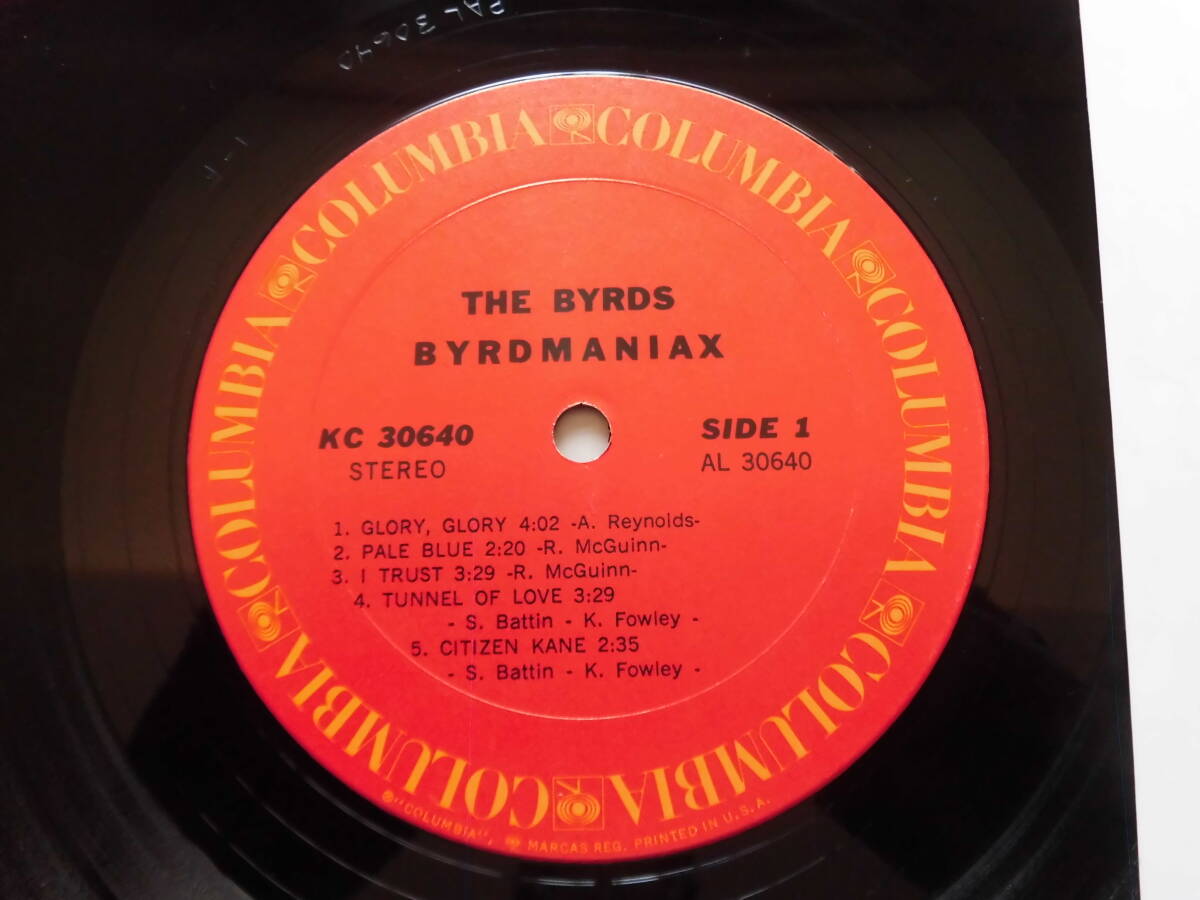 PAL 30640
COLUMBIA COLUMBIA COLUMBIA COLUMBIA COLUMBIA COLUMBIA
THE BYRDS
BYRDMANIAX
KC 30640
STEREO
SIDE 1
AL 30640
1. GLORY, GLORY 4:02 -A. Reynolds-
2. PALE BLUE 2:20 -R. McGuinn-
3. I TRUST 3:29 -R. McGuinn-
4. TUNNEL OF LOVE 3:29
- S. Battin - K. Fowley -
5. CITIZEN KANE 2:35
- S. Battin - K. Fowley -
®"COLUMBIA", ® MARCAS REG. PRINTED IN U.S.A.